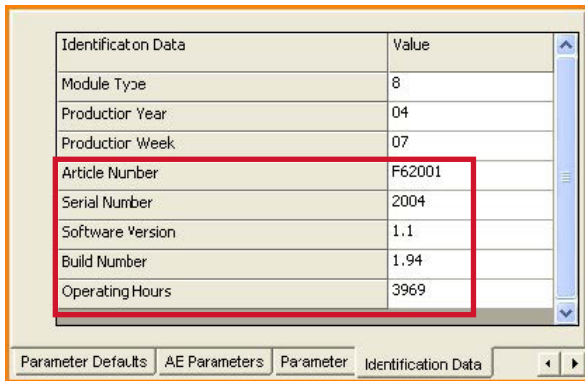 Identification Data Value
Module Type 8
Production Year 04
Production Week 07
Article Number F62001
Serial Number 2004
Software Version 1.1
Build Number 1.94
Operating Hours 3969
Parameter Defaults AE Parameters Parameter Identification Data